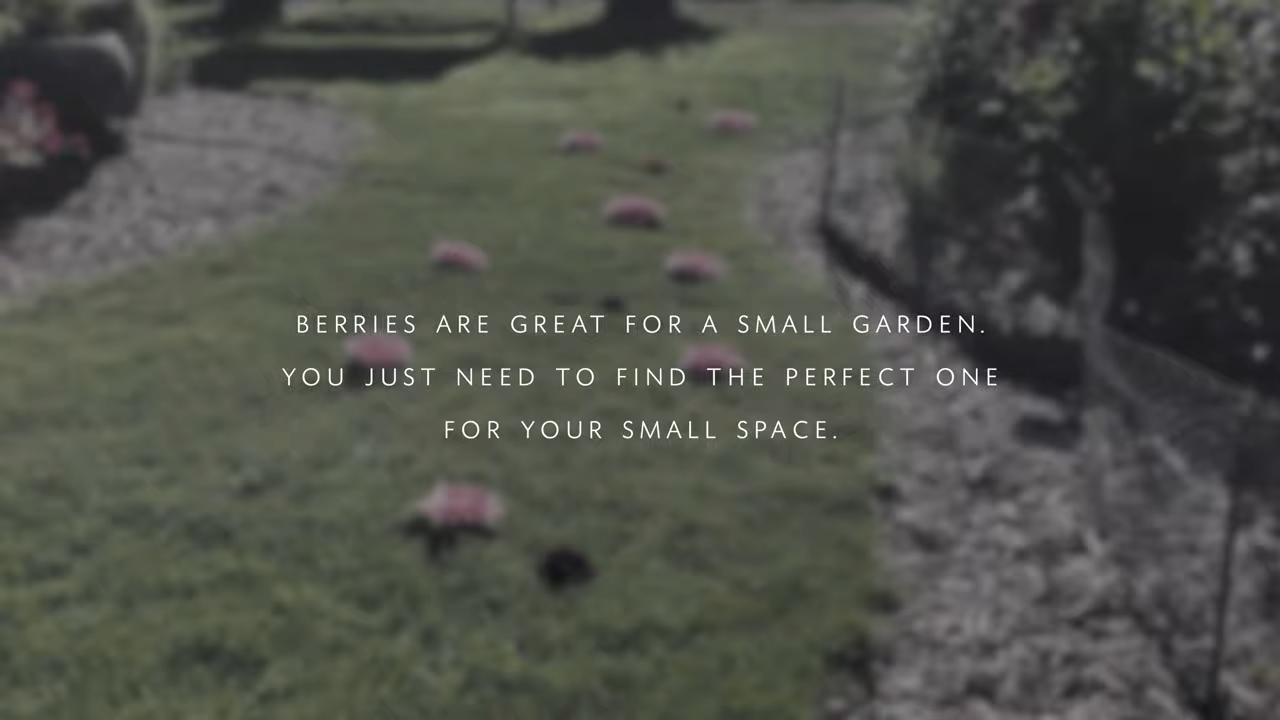 BERRIES ARE GREAT FOR A SMALL GARDEN.
YOU JUST NEED TO FIND THE PERFECT ONE
FOR YOUR SMALL SPACE.